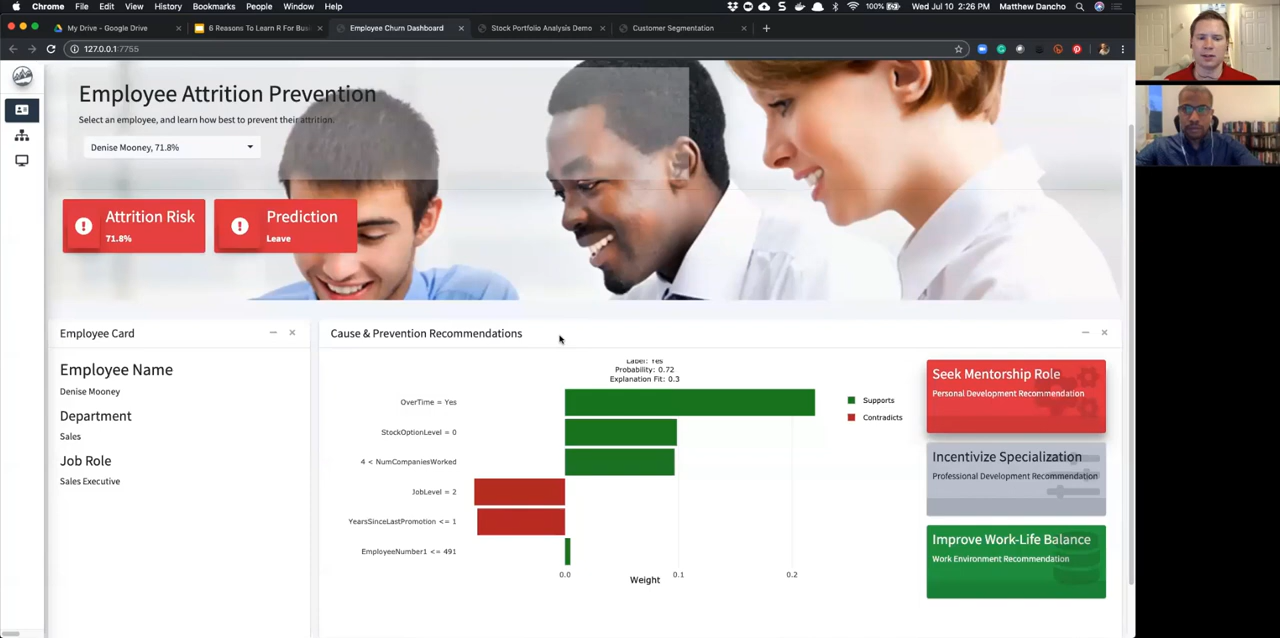 Chrome File Edit View History Bookmarks People Window Help 100% Wed Jul 10 2:26 PM Matthew Dancho
My Drive - Google Drive × 6 Reasons To Learn R For Bus × Employee Churn Dashboard × Stock Portfolio Analysis Demo × Customer Segmentation × +
127.0.0.1:7755
Employee Attrition Prevention
Select an employee, and learn how best to prevent their attrition.
Denise Mooney, 71.8%
Attrition Risk
71.8%
Prediction
Leave
Employee Card
Employee Name
Denise Mooney
Department
Sales
Job Role
Sales Executive
Cause & Prevention Recommendations
Label: Yes
Probability: 0.72
Explanation Fit: 0.3
OverTime = Yes
StockOptionLevel = 0
4 < NumCompaniesWorked
JobLevel = 2
YearsSinceLastPromotion <= 1
EmployeeNumber1 <= 491
0.0 0.1 0.2
Weight
Supports
Contradicts
Seek Mentorship Role
Personal Development Recommendation
Incentivize Specialization
Professional Development Recommendation
Improve Work-Life Balance
Work Environment Recommendation